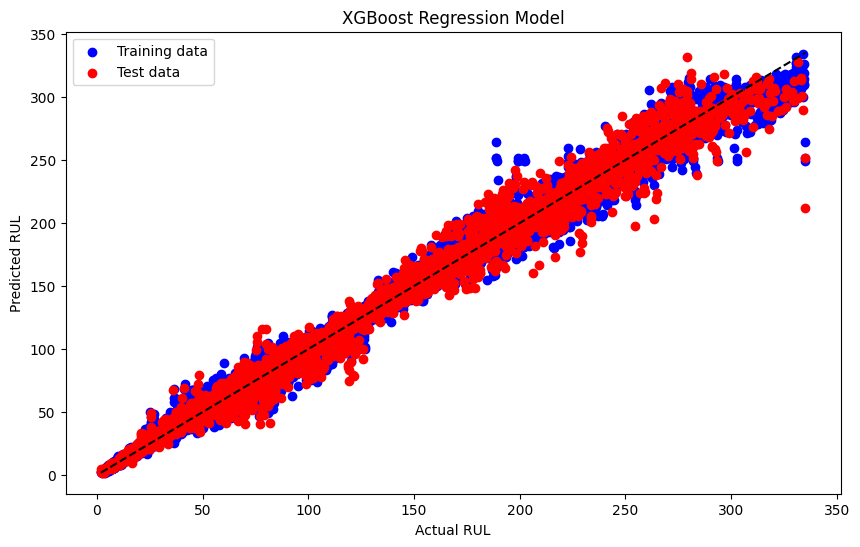 XGBoost Regression Model
Training data
Test data
Predicted RUL
350
300
250
200
150
100
50
0
0 50 100 150 200 250 300 350
Actual RUL